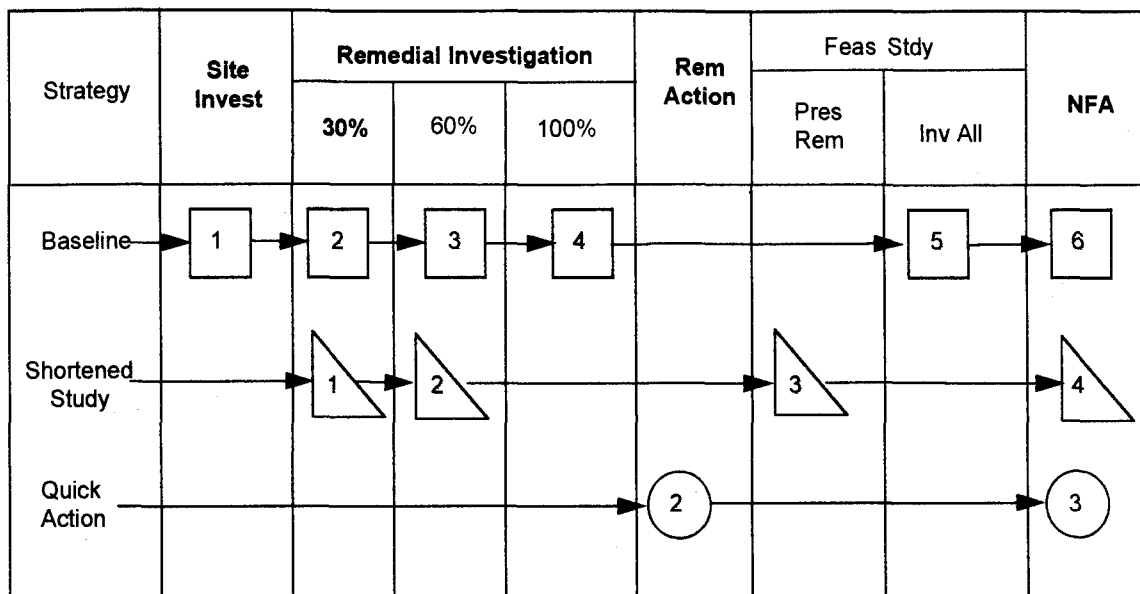 Strategy
Site
Invest
Remedial Investigation
30%
60%
100%
Rem
Action
Feas Stdy
Pres
Rem
Inv All
NFA
Baseline
1
2
3
4
5
6
Shortened
Study
1
2
3
4
Quick
Action
2
3